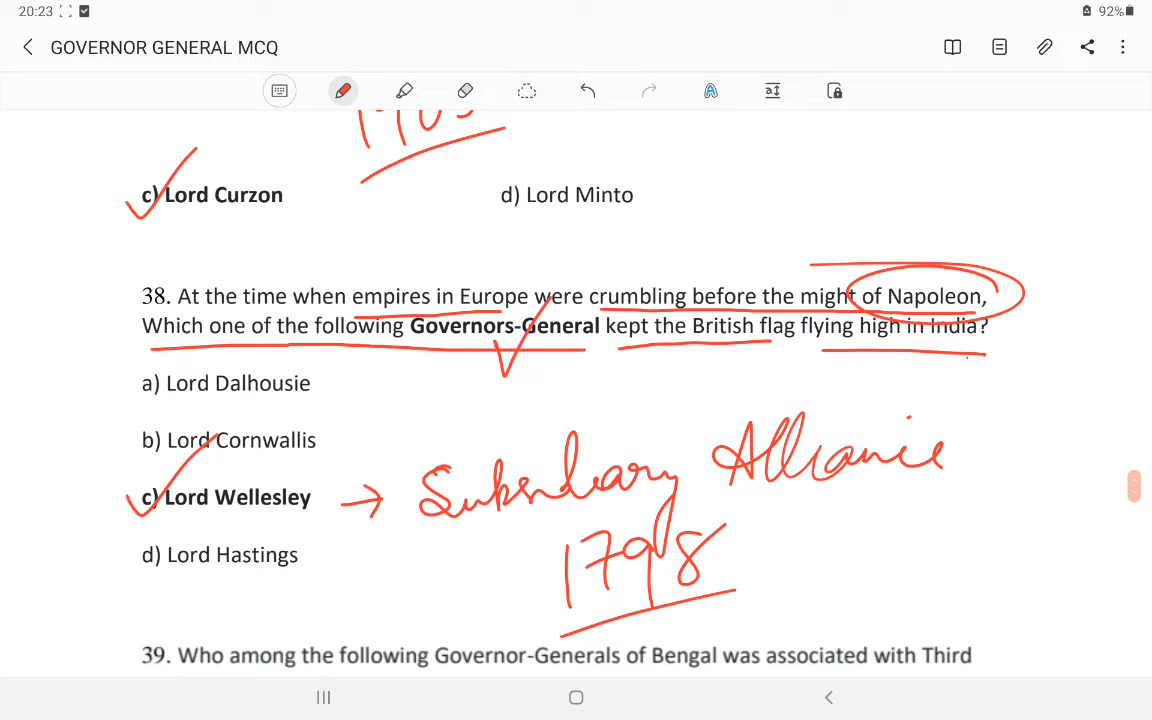 20:23 92%
GOVERNOR GENERAL MCQ
c) Lord Curzon d) Lord Minto
38. At the time when empires in Europe were crumbling before the might of Napoleon,
Which one of the following Governors-General kept the British flag flying high in India?
a) Lord Dalhousie
b) Lord Cornwallis
c) Lord Wellesley → Subsidiary Alliance
1798
d) Lord Hastings
39. Who among the following Governor-Generals of Bengal was associated with Third